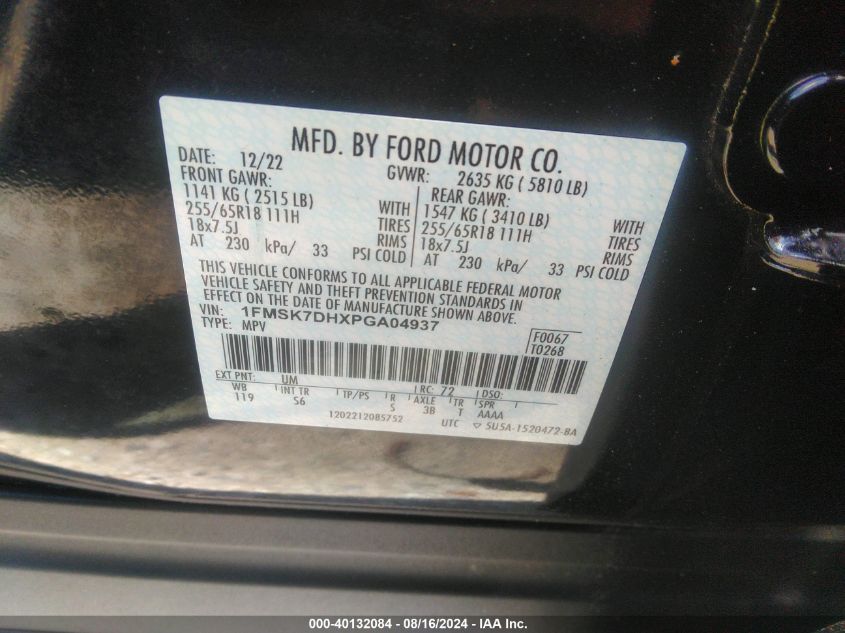 MFD. BY FORD MOTOR CO.
DATE: 12/22 GVWR: 2635 KG ( 5810 LB)
FRONT GAWR: REAR GAWR:
1141 KG ( 2515 LB) WITH 1547 KG ( 3410 LB) WITH
255/65R18 111H TIRES 255/65R18 111H TIRES
18x7.5J RIMS 18x7.5J RIMS
AT 230 kPa/ 33 PSI COLD AT 230 kPa/ 33 PSI COLD
THIS VEHICLE CONFORMS TO ALL APPLICABLE FEDERAL MOTOR
VEHICLE SAFETY AND THEFT PREVENTION STANDARDS IN
EFFECT ON THE DATE OF MANUFACTURE SHOWN ABOVE.
VIN: 1FMSK7DHXPGA04937
TYPE: MPV
F0067
T0268
EXT PNT: UM RC: 72 DSO:
WB INT TR TP/PS R AXLE TR SPR
119 S6 S 3B T AAAA
1202212085752 UTC ▽ SU5A-1520472-BA
000-40132084 - 08/16/2024 - IAA Inc.